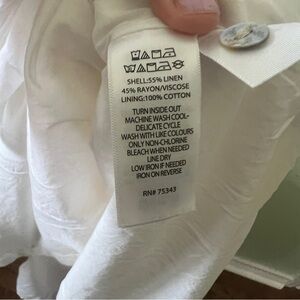 SHELL:55% LINEN
45% RAYON/VISCOSE
LINING:100% COTTON
TURN INSIDE OUT
MACHINE WASH COOL-
DELICATE CYCLE
WASH WITH LIKE COLOURS
ONLY NON-CHLORINE
BLEACH WHEN NEEDED
LINE DRY
LOW IRON IF NEEDED
IRON ON REVERSE
RN# 75343